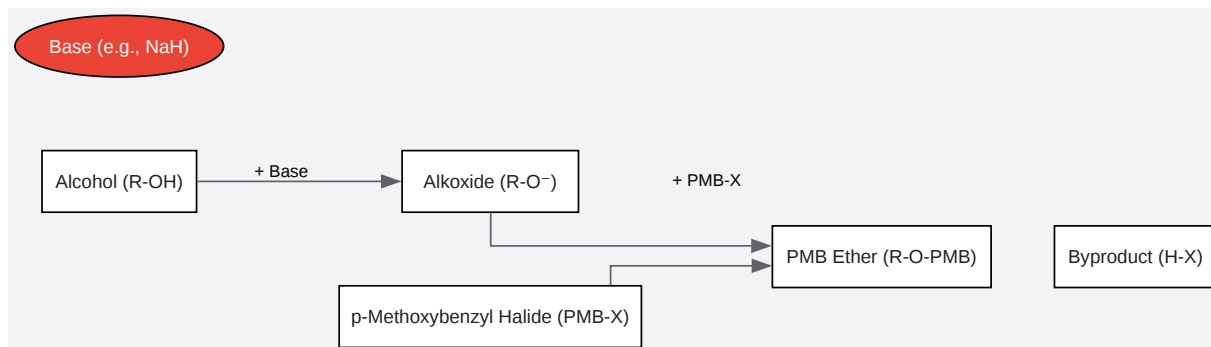 Base (e.g., NaH)
Alcohol (R-OH)
+ Base
Alkoxide (R-O⁻)
+ PMB-X
PMB Ether (R-O-PMB)
Byproduct (H-X)
p-Methoxybenzyl Halide (PMB-X)